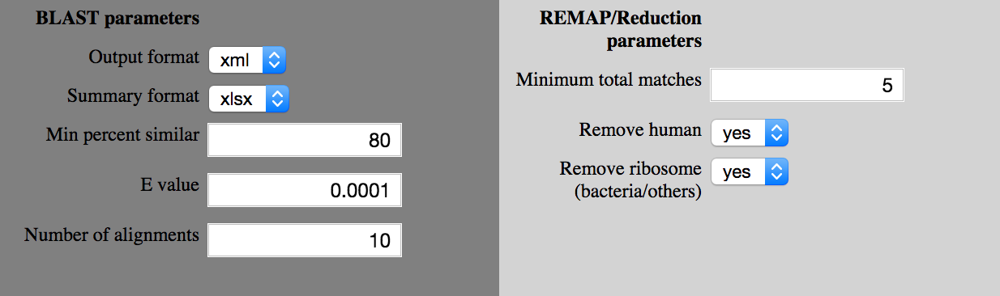 BLAST parameters
Output format xml
Summary format xlsx
Min percent similar 80
E value 0.0001
Number of alignments 10
REMAP/Reduction
parameters
Minimum total matches 5
Remove human yes
Remove ribosome yes
(bacteria/others)